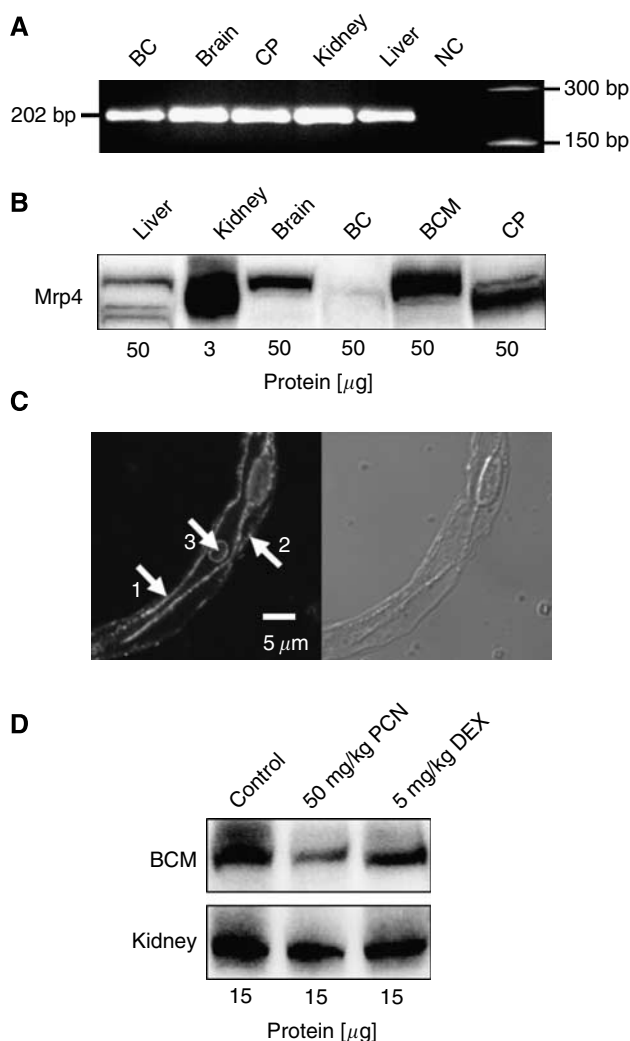 A
BC Brain CP Kidney Liver NC
202 bp
300 bp
150 bp
B
Liver Kidney Brain BC BCM CP
Mrp4
50 3 50 50 50 50
Protein [μg]
C
1
2
3
5 μm
D
Control 50 mg/kg PCN 5 mg/kg DEX
BCM
Kidney
15 15 15
Protein [μg]